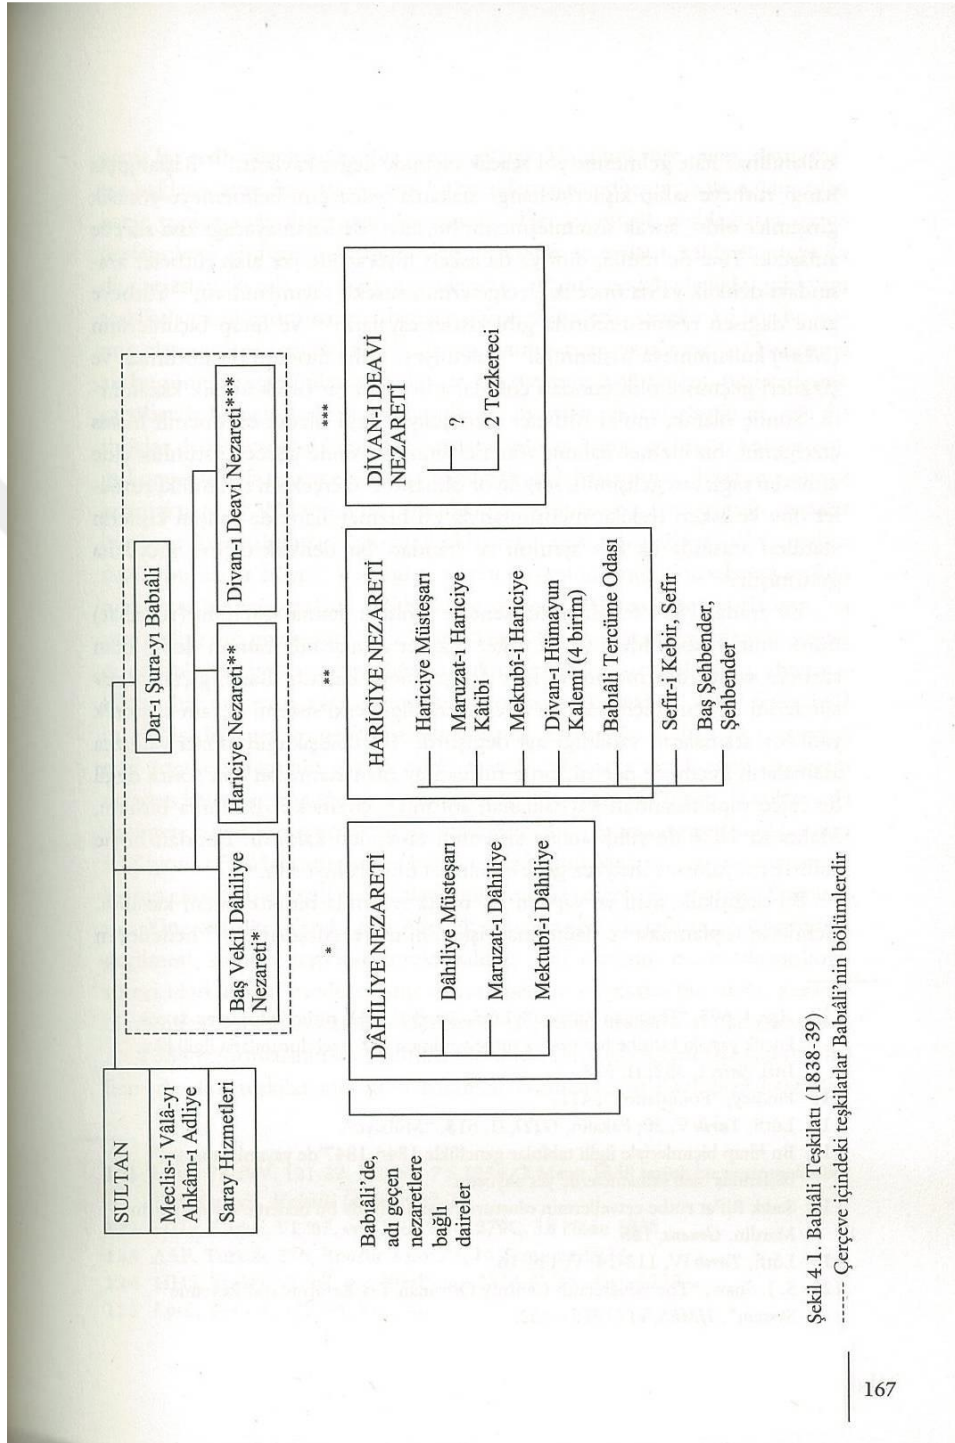 SULTAN
Meclis-i Vâlâ-yı
Ahkâm-ı Adliye
Saray Hizmetleri
Dar-ı Şûra-yı Babıâli
Baş Vekil Dâhiliye
Nezareti*
Hariciye Nezareti**
Divan-ı Deavi Nezareti***
Babıâli'de,
adı geçen
nezaretlere
bağlı
daireler
*
DÂHİLİYE NEZARETİ
Dâhiliye Müsteşarı
Maruzat-ı Dâhiliye
Mektubî-i Dâhiliye
**
HARİCİYE NEZARETİ
Hariciye Müsteşarı
Maruzat-ı Hariciye
Kâtibi
Mektubî-i Hariciye
Divan-ı Hümayun
Kalemi (4 birim)
Babıâli Tercüme Odası
Sefir-i Kebir, Sefir
Baş Şehbender,
Şehbender
***
DİVAN-I DEAVİ
NEZARETİ
?
2 Tezkereci
Şekil 4.1. Babıâli Teşkilatı (1838-39)
----- Çerçeve içindeki teşkilatlar Babıâli'nin bölümleridir
167